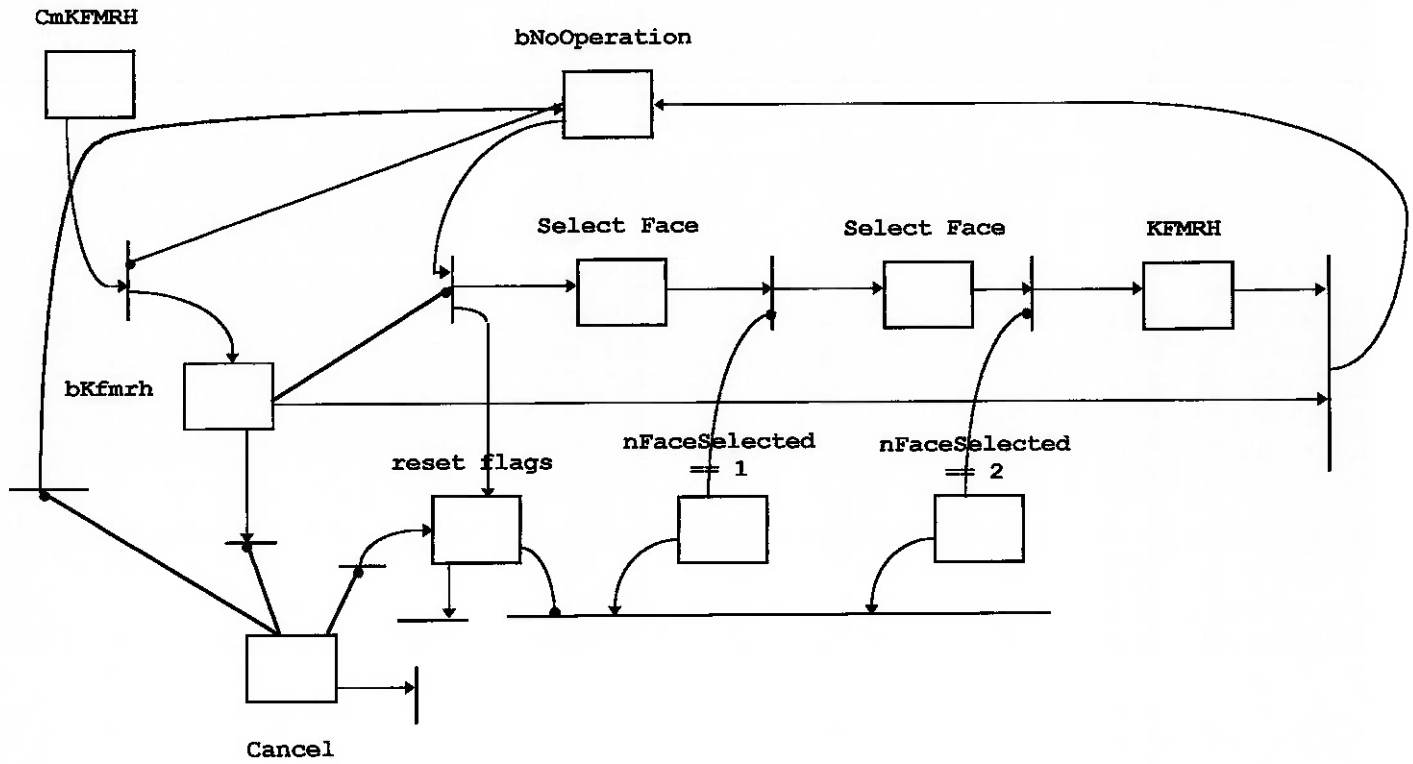 CmKFMRH
bNoOperation
Select Face
Select Face
KFMRH
bKfmrh
reset flags
nFaceSelected
== 1
nFaceSelected
== 2
Cancel